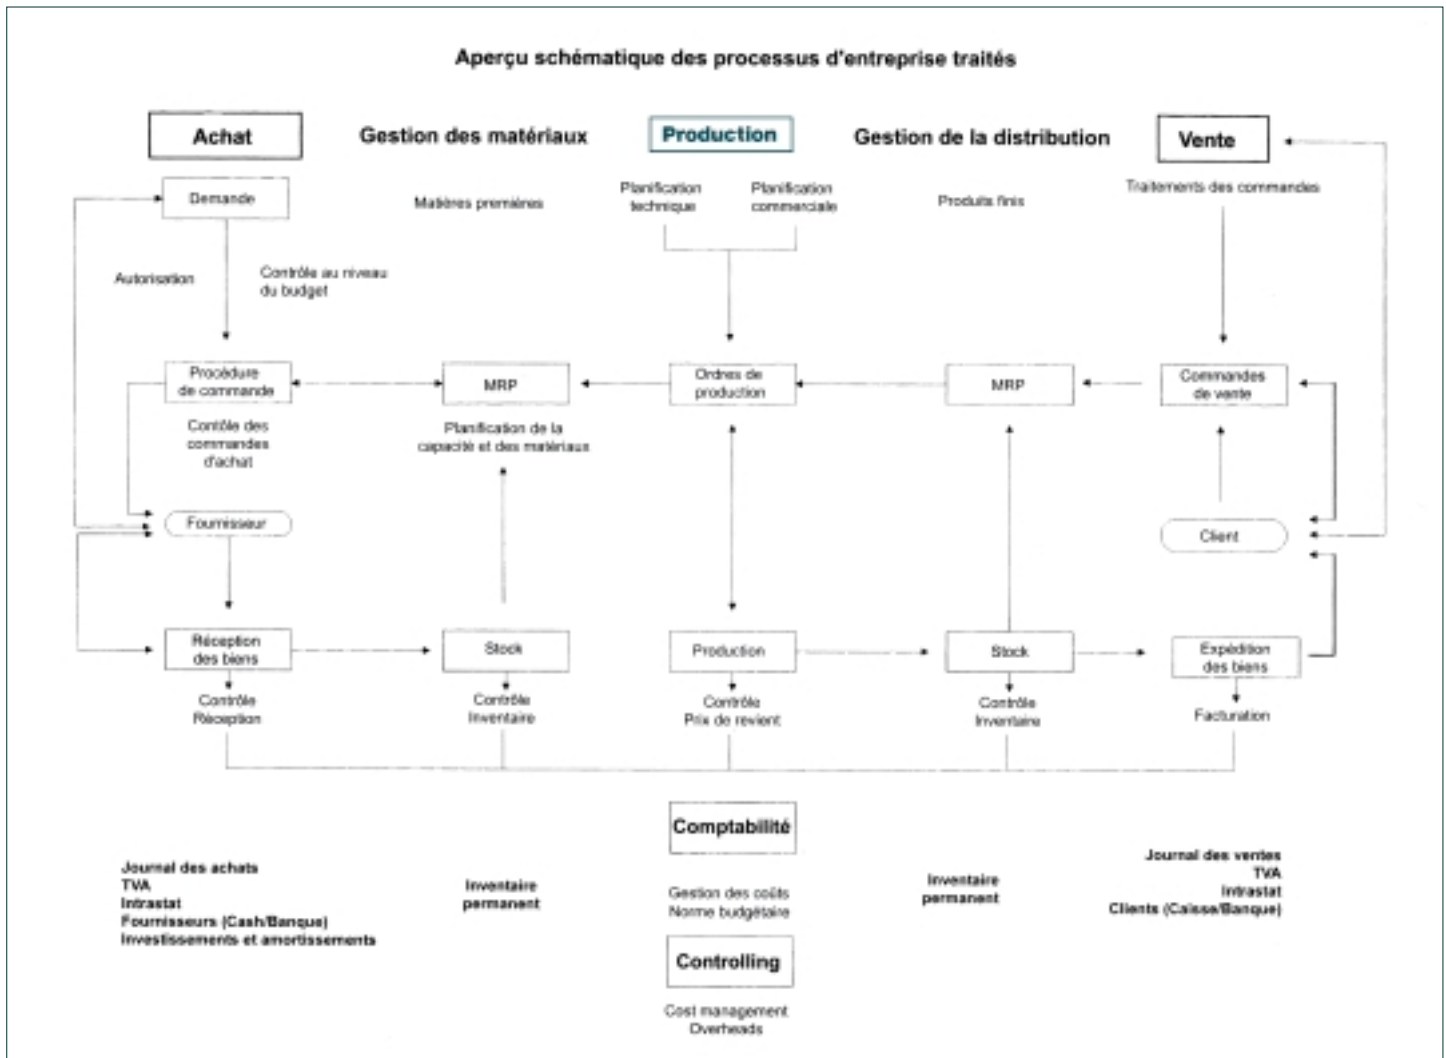 Aperçu schématique des processus d'entreprise traités
Achat
Gestion des matériaux
Production
Gestion de la distribution
Vente
Demande
Matières premières
Planification
technique
Planification
commerciale
Produits finis
Traitements des commandes
Autorisation
Contrôle au niveau
du budget
Procédure
de commande
MRP
Ordres de
production
MRP
Commandes
de vente
Contôle des
commandes
d'achat
Planification de la
capacité et des matériaux
Fournisseur
Client
Réception
des biens
Stock
Production
Stock
Expédition
des biens
Contrôle
Réception
Contrôle
Inventaire
Contrôle
Prix de revient
Contrôle
Inventaire
Facturation
Comptabilité
Journal des achats
TVA
Intrastat
Fournisseurs (Cash/Banque)
Investissements et amortissements
Inventaire
permanent
Gestion des coûts
Norme budgétaire
Inventaire
permanent
Journal des ventes
TVA
Intrastat
Clients (Caisse/Banque)
Controlling
Cost management
Overheads